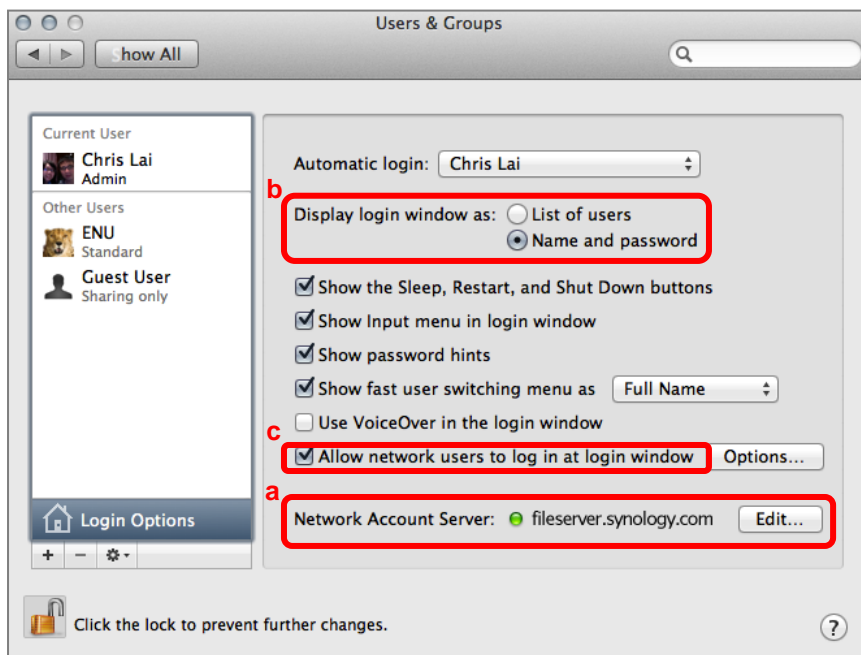 Users & Groups
Show All
Current User
Chris Lai
Admin
Other Users
ENU
Standard
Guest User
Sharing only
Login Options
Automatic login: Chris Lai
b
Display login window as: List of users
Name and password
Show the Sleep, Restart, and Shut Down buttons
Show Input menu in login window
Show password hints
Show fast user switching menu as Full Name
Use VoiceOver in the login window
c
Allow network users to log in at login window Options...
a
Network Account Server: fileserver.synology.com Edit...
Click the lock to prevent further changes.
?